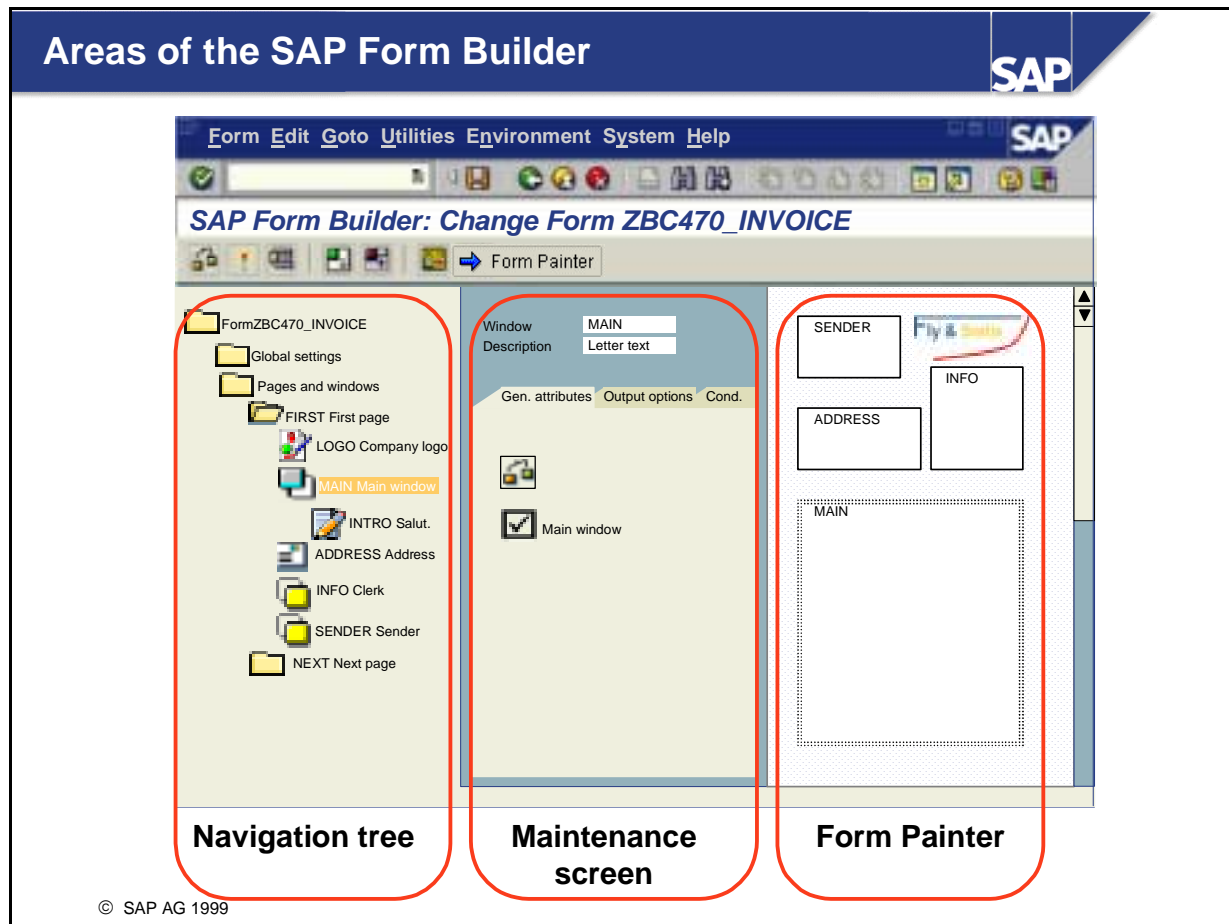 Areas of the SAP Form Builder
SAP
Form Edit Goto Utilities Environment System Help
SAP
SAP Form Builder: Change Form ZBC470_INVOICE
Form Painter
FormZBC470_INVOICE
Global settings
Pages and windows
FIRST First page
LOGO Company logo
MAIN Main window
INTRO Salut.
ADDRESS Address
INFO Clerk
SENDER Sender
NEXT Next page
Window MAIN
Description Letter text
Gen. attributes Output options Cond.
Main window
SENDER
Fly &
INFO
ADDRESS
MAIN
Navigation tree
Maintenance
screen
Form Painter
© SAP AG 1999